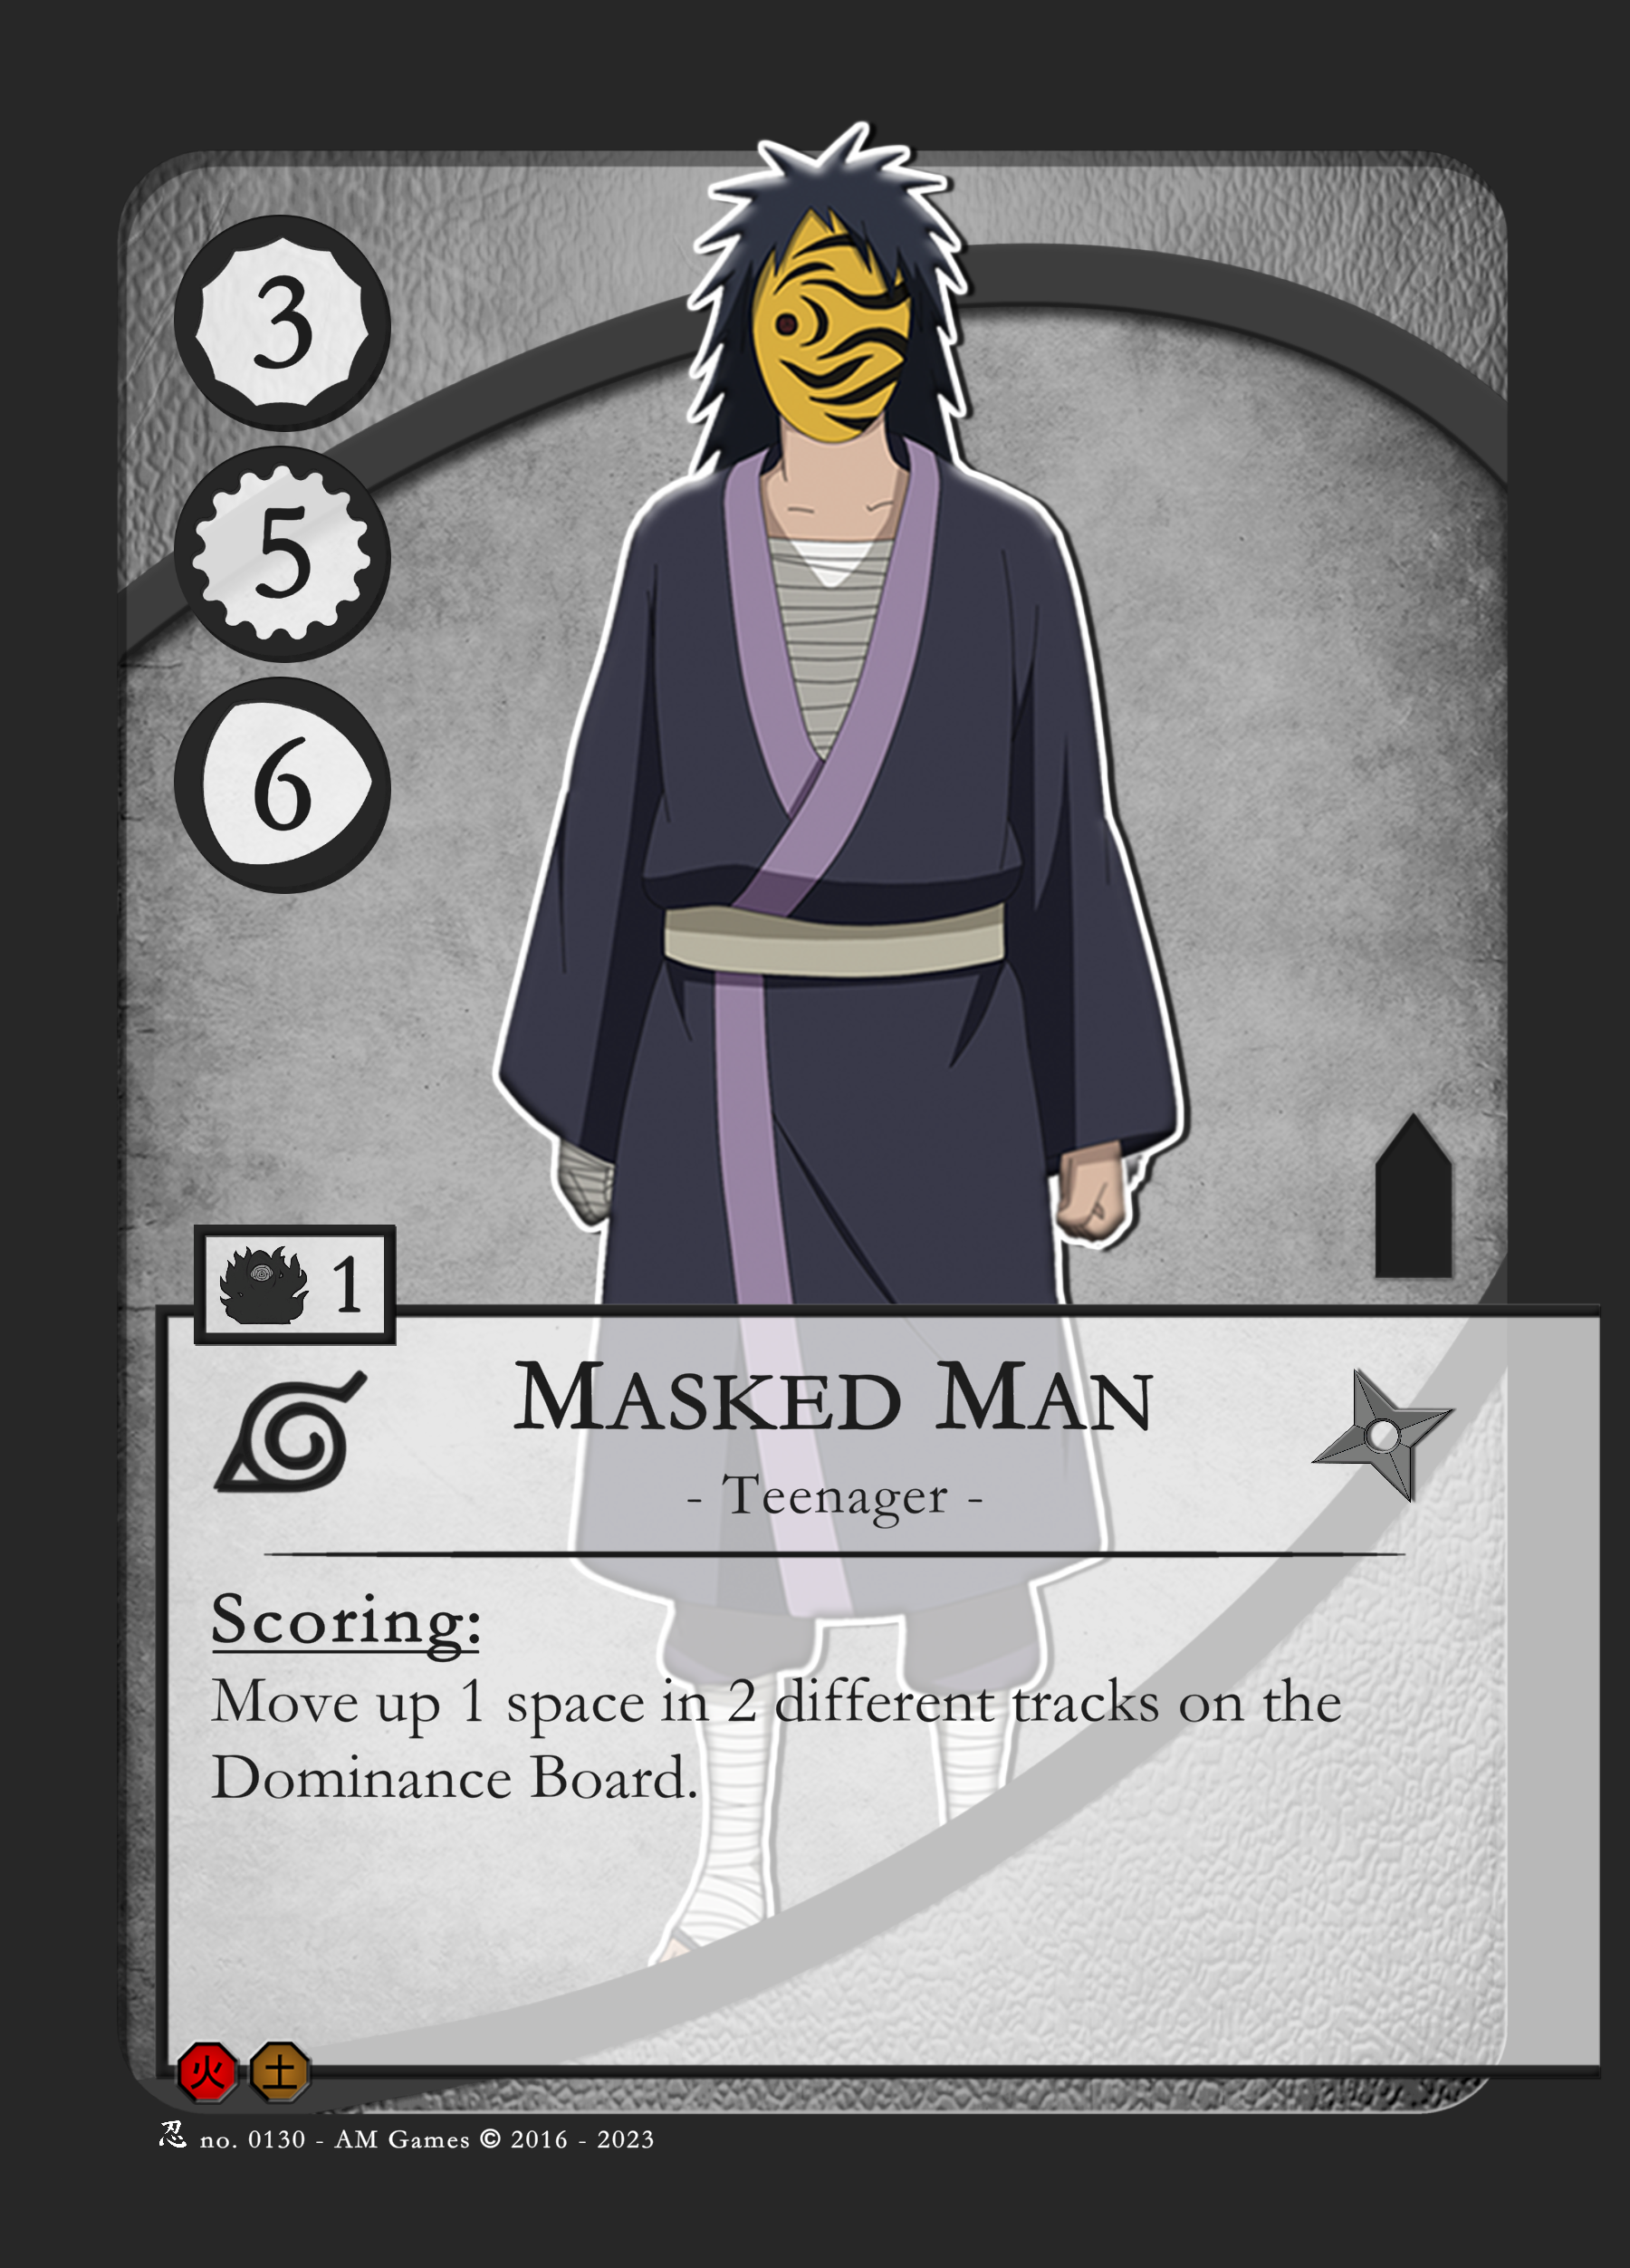 3
5
6
1
Masked Man
- Teenager -
Scoring:
Move up 1 space in 2 different tracks on the
Dominance Board.
火 土
忍 no. 0130 - AM Games © 2016 - 2023